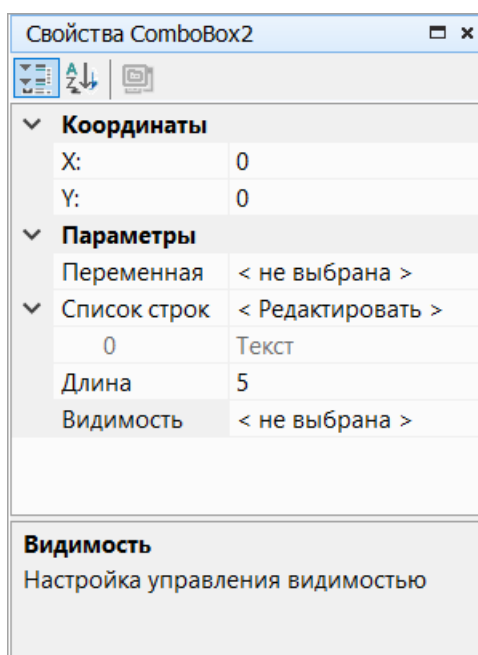 Свойства ComboBox2
Координаты
X: 0
Y: 0
Параметры
Переменная < не выбрана >
Список строк < Редактировать >
0 Текст
Длина 5
Видимость < не выбрана >
Видимость
Настройка управления видимостью